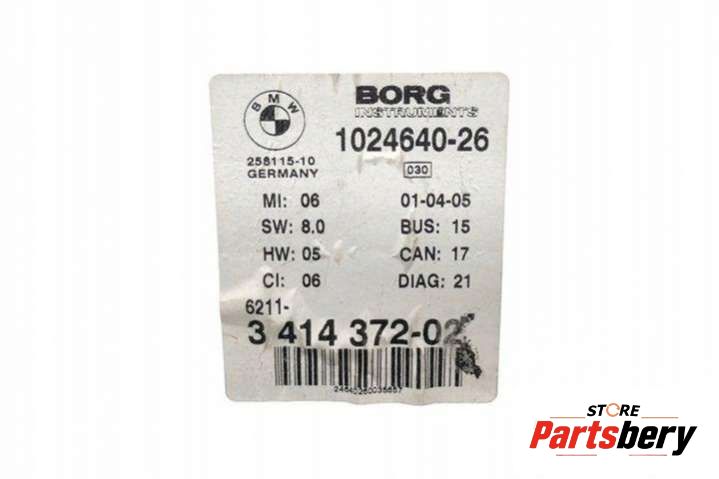 BMW
BORG
INSTRUMENTS
1024640-26
258115-10
GERMANY
030
MI: 06
01-04-05
SW: 8.0
BUS: 15
HW: 05
CAN: 17
CI: 06
DIAG: 21
6211-
3 414 372-02
STORE
Partsbery